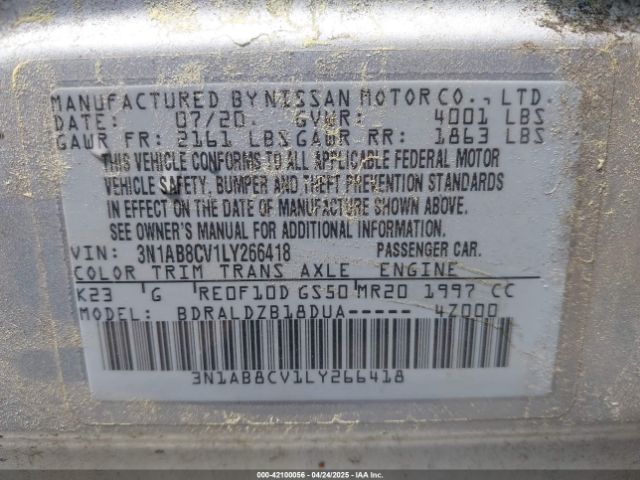 MANUFACTURED BY NISSAN MOTOR CO., LTD.
DATE: 07/20 GVWR: 4001 LBS
GAWR FR: 2161 LBS GAWR RR: 1863 LBS
THIS VEHICLE CONFORMS TO ALL APPLICABLE FEDERAL MOTOR
VEHICLE SAFETY, BUMPER AND THEFT PREVENTION STANDARDS
IN EFFECT ON THE DATE OF MANUFACTURE SHOWN ABOVE.
SEE OWNER'S MANUAL FOR ADDITIONAL INFORMATION.
VIN: 3N1AB8CV1LY266418 PASSENGER CAR.
COLOR TRIM TRANS AXLE ENGINE
K23 G RE0F10D GS50 MR20 1997 CC
MODEL: BDRALDZB18DUA----- 4Z000
3N1AB8CV1LY266418
000-42100056 - 04/24/2025 - IAAI.COM